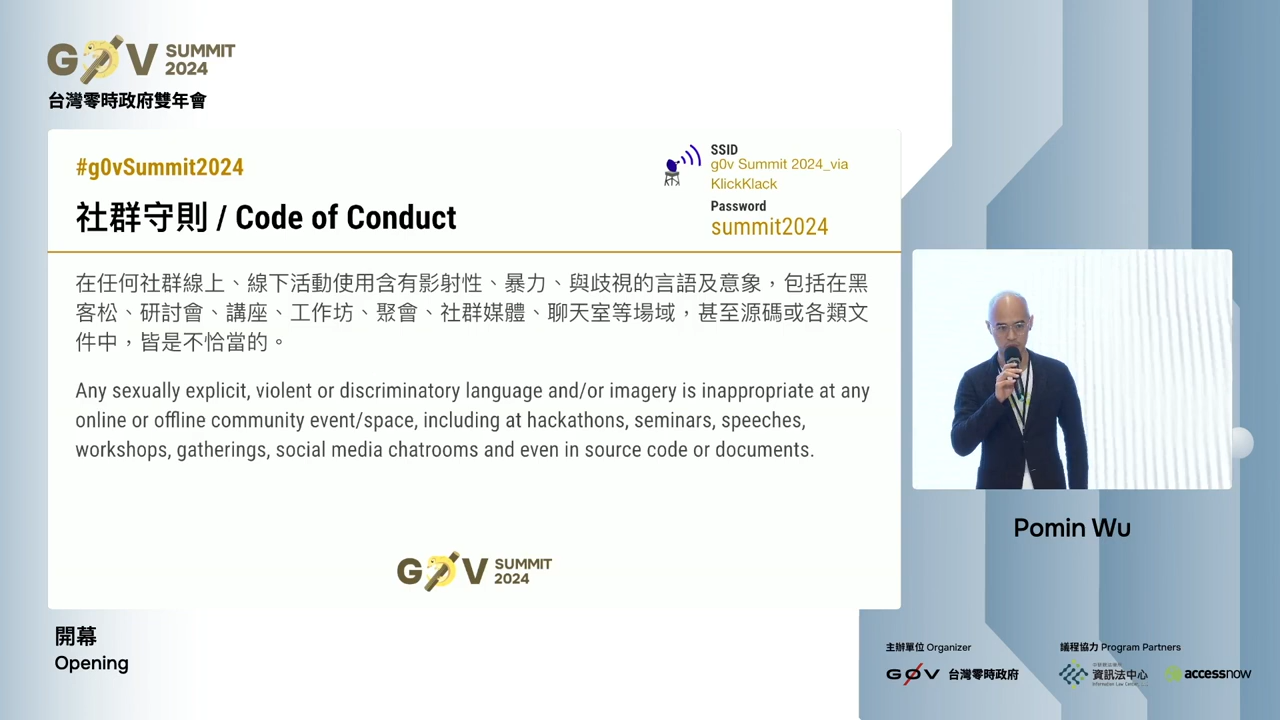 G0V SUMMIT 2024
台灣零時政府雙年會
#g0vSummit2024
社群守則 / Code of Conduct
SSID
g0v Summit 2024_via
KlickKlack
Password
summit2024
在任何社群線上、線下活動使用含有影射性、暴力、與歧視的言語及意象，包括在黑
客松、研討會、講座、工作坊、聚會、社群媒體、聊天室等場域，甚至源碼或各類文
件中，皆是不恰當的。
Any sexually explicit, violent or discriminatory language and/or imagery is inappropriate at any
online or offline community event/space, including at hackathons, seminars, speeches,
workshops, gatherings, social media chatrooms and even in source code or documents.
G0V SUMMIT 2024
Pomin Wu
開幕
Opening
主辦單位 Organizer
G0V 台灣零時政府
議程協力 Program Partners
資訊法中心
Information Law Center
accessnow